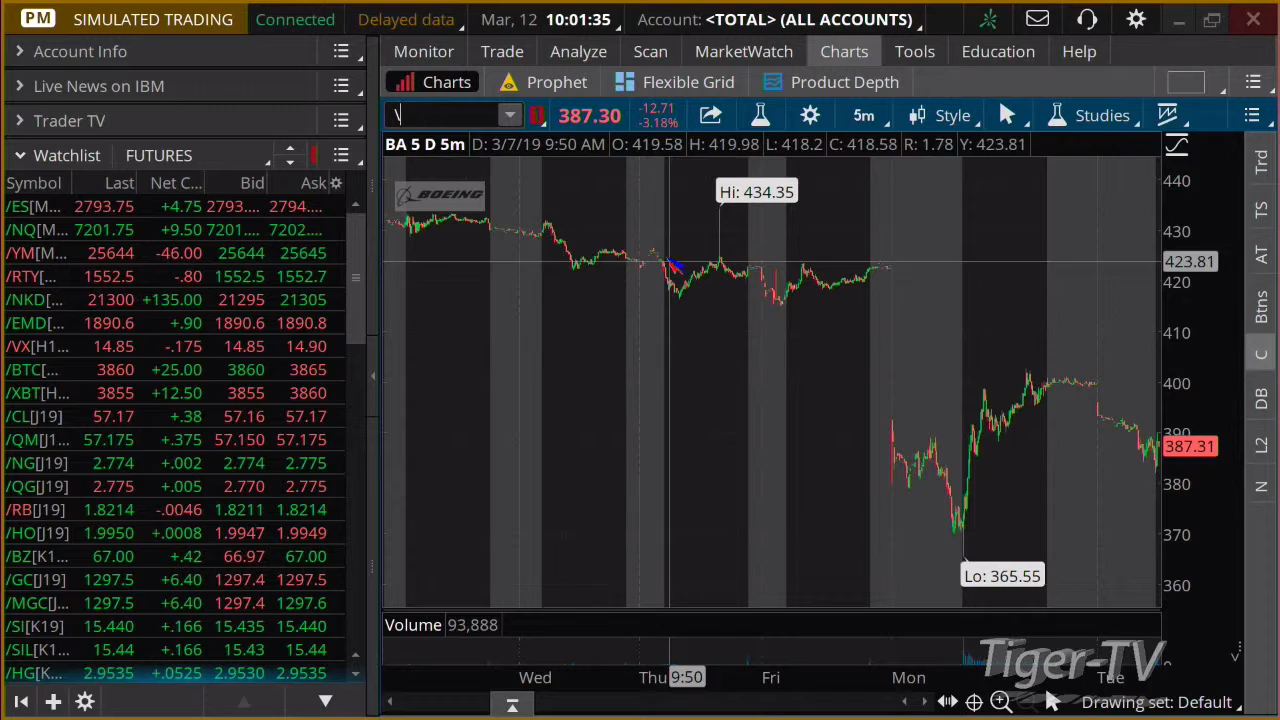 PM SIMULATED TRADING Connected Delayed data Mar, 12 10:01:35 Account: <TOTAL> (ALL ACCOUNTS)
Account Info
Live News on IBM
Trader TV
Watchlist FUTURES
Symbol Last Net C... Bid Ask
/ES[M... 2793.75 +4.75 2793.... 2794....
/NQ[M... 7201.75 +9.50 7201.... 7202....
/YM[M... 25644 -46.00 25644 25645
/RTY[... 1552.5 -.80 1552.5 1552.7
/NKD[... 21300 +135.00 21295 21305
/EMD[... 1890.6 +.90 1890.6 1890.8
/VX[H1... 14.85 -.175 14.85 14.90
/BTC[... 3860 +25.00 3860 3865
/XBT[H... 3855 +12.50 3855 3860
/CL[J19] 57.17 +.38 57.16 57.17
/QM[J1... 57.175 +.375 57.150 57.175
/NG[J19] 2.774 +.002 2.774 2.774
/QG[J19] 2.775 +.005 2.770 2.775
/RB[J19] 1.8214 -.0046 1.8211 1.8214
/HO[J19] 1.9950 +.0008 1.9947 1.9949
/BZ[K1... 67.00 +.42 66.97 67.00
/GC[J19] 1297.5 +6.40 1297.4 1297.5
/MGC[J... 1297.5 +6.40 1297.4 1297.6
/SI[K19] 15.440 +.166 15.435 15.440
/SIL[K1... 15.44 +.166 15.43 15.44
/HG[K... 2.9535 +.0525 2.9530 2.9535
Monitor Trade Analyze Scan MarketWatch Charts Tools Education Help
Charts Prophet Flexible Grid Product Depth
\ 387.30 -12.71 -3.18% 5m Style Studies
BA 5 D 5m D: 3/7/19 9:50 AM O: 419.58 H: 419.98 L: 418.2 C: 418.58 R: 1.78 Y: 423.81
BOEING
Hi: 434.35
Lo: 365.55
440
430
423.81
420
410
400
390
387.31
380
370
360
Volume 93,888
0
Wed Thu 9:50 Fri Mon Tue
Tiger-TV
Drawing set: Default
Trd
TS
AT
Btns
C
DB
L2
N